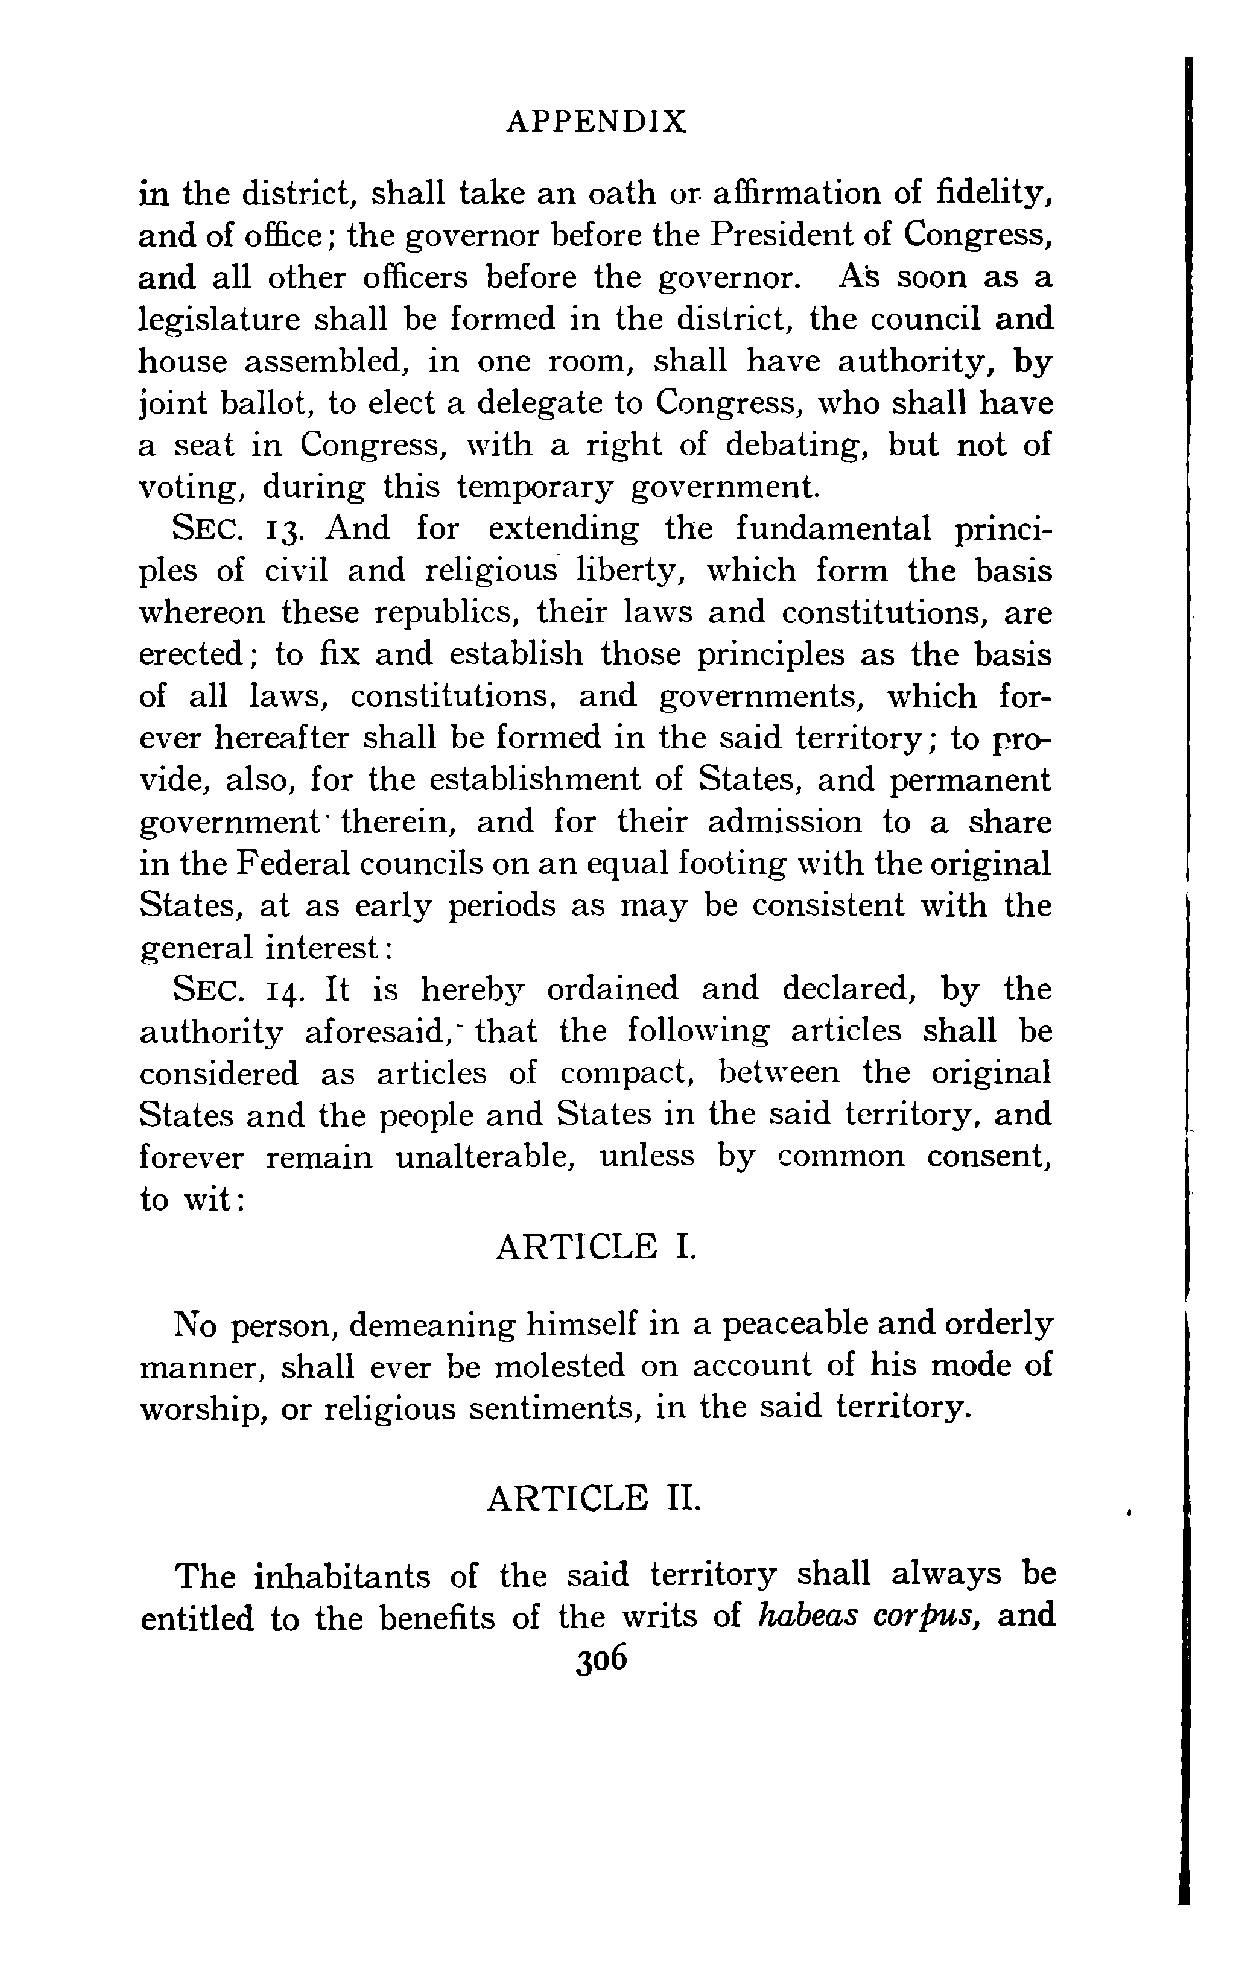 APPENDIX
in the district, shall take an oath or affirmation of fidelity,
and of office; the governor before the President of Congress,
and all other officers before the governor. As soon as a
legislature shall be formed in the district, the council and
house assembled, in one room, shall have authority, by
joint ballot, to elect a delegate to Congress, who shall have
a seat in Congress, with a right of debating, but not of
voting, during this temporary government.
SEC. 13. And for extending the fundamental princi-
ples of civil and religious liberty, which form the basis
whereon these republics, their laws and constitutions, are
erected; to fix and establish those principles as the basis
of all laws, constitutions, and governments, which for-
ever hereafter shall be formed in the said territory; to pro-
vide, also, for the establishment of States, and permanent
government therein, and for their admission to a share
in the Federal councils on an equal footing with the original
States, at as early periods as may be consistent with the
general interest:
SEC. 14. It is hereby ordained and declared, by the
authority aforesaid, that the following articles shall be
considered as articles of compact, between the original
States and the people and States in the said territory, and
forever remain unalterable, unless by common consent,
to wit:
ARTICLE I.
No person, demeaning himself in a peaceable and orderly
manner, shall ever be molested on account of his mode of
worship, or religious sentiments, in the said territory.
ARTICLE II.
The inhabitants of the said territory shall always be
entitled to the benefits of the writs of habeas corpus, and
306